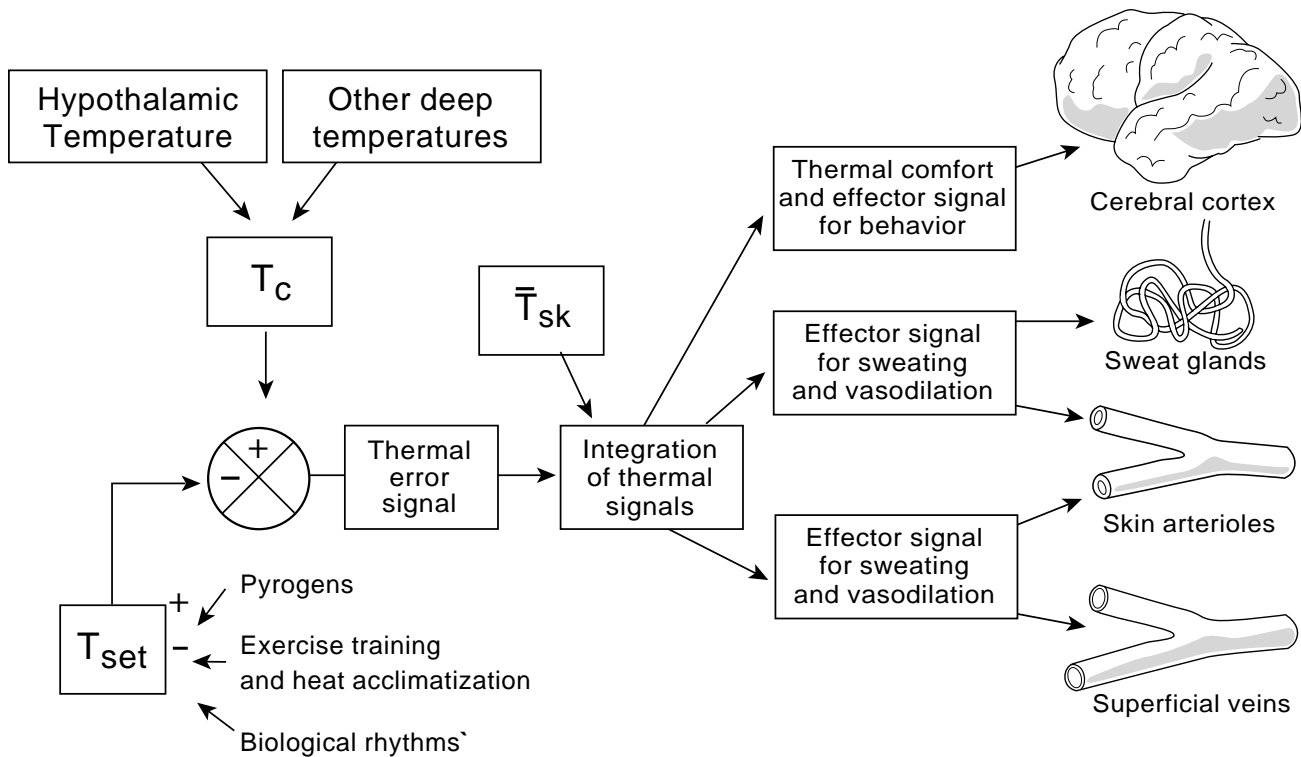 Hypothalamic
Temperature
Other deep
temperatures
Tc
T̿sk
Thermal comfort
and effector signal
for behavior
Cerebral cortex
Effector signal
for sweating
and vasodilation
Sweat glands
+
−
Thermal
error
signal
Integration
of thermal
signals
Skin arterioles
Effector signal
for sweating
and vasodilation
Superficial veins
Tset
+
−
Pyrogens
Exercise training
and heat acclimatization
Biological rhythms`